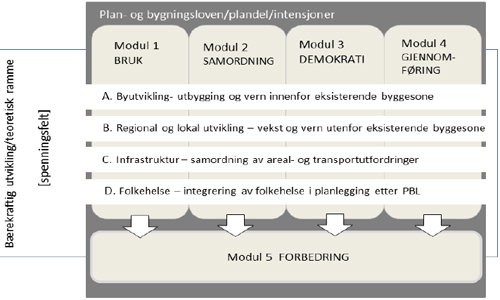 Plan- og bygningsloven/plandel/intensjoner
Bærekraftig utvikling/teoretisk ramme
[spenningsfelt]
Modul 1
BRUK
Modul 2
SAMORDNING
Modul 3
DEMOKRATI
Modul 4
GJENNOM-
FØRING
A. Byutvikling- utbygging og vern innenfor eksisterende byggesone
B. Regional og lokal utvikling – vekst og vern utenfor eksisterende byggesone
C. Infrastruktur – samordning av areal- og transportutfordringer
D. Folkehelse – integrering av folkehelse i planlegging etter PBL
Modul 5 FORBEDRING